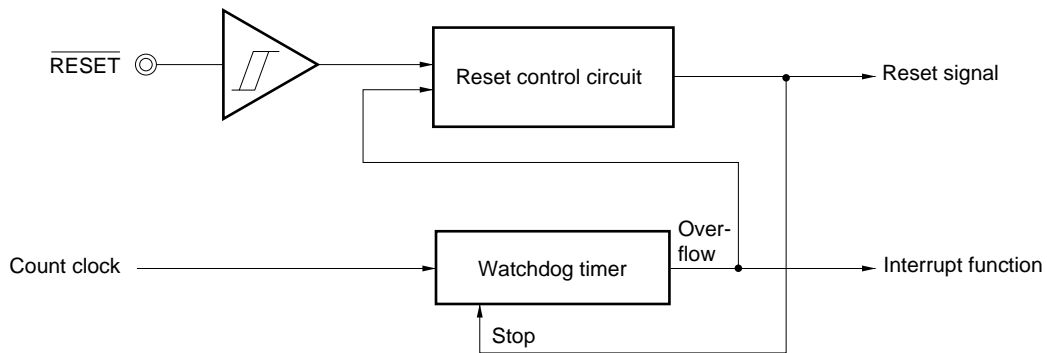 RESET
Reset control circuit
Reset signal
Over-
flow
Count clock
Watchdog timer
Interrupt function
Stop